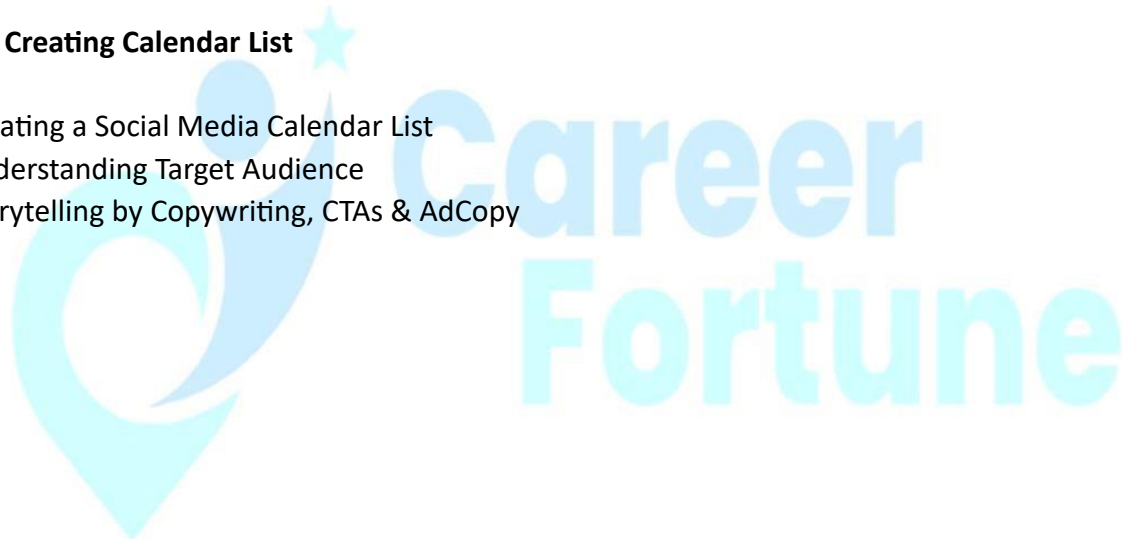 Creating Calendar List
ating a Social Media Calendar List
derstanding Target Audience
rytelling by Copywriting, CTAs & AdCopy
Career
Fortune